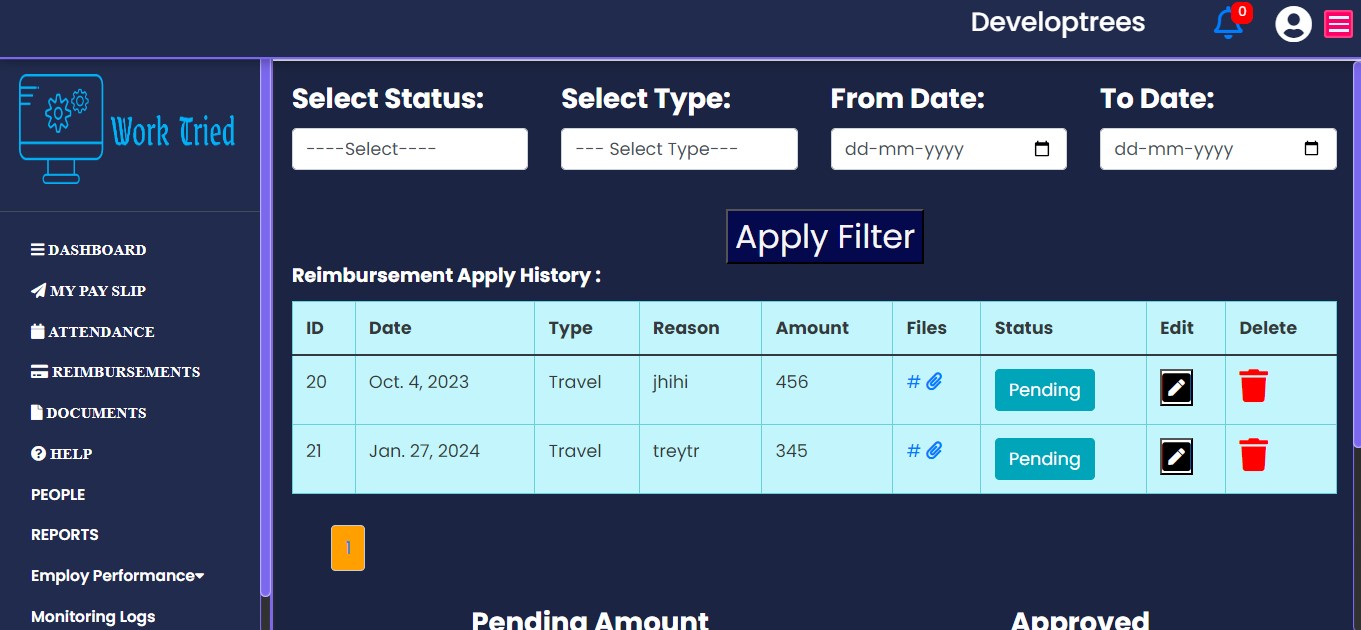 Developtrees
0
Work Tried
DASHBOARD
MY PAY SLIP
ATTENDANCE
REIMBURSEMENTS
DOCUMENTS
HELP
PEOPLE
REPORTS
Employ Performance
Monitoring Logs
Select Status: Select Type: From Date: To Date:
----Select---- --- Select Type--- dd-mm-yyyy dd-mm-yyyy
Apply Filter
Reimbursement Apply History :
ID Date Type Reason Amount Files Status Edit Delete
20 Oct. 4, 2023 Travel jhihi 456 # Pending
21 Jan. 27, 2024 Travel treytr 345 # Pending
1
Pending Amount Approved